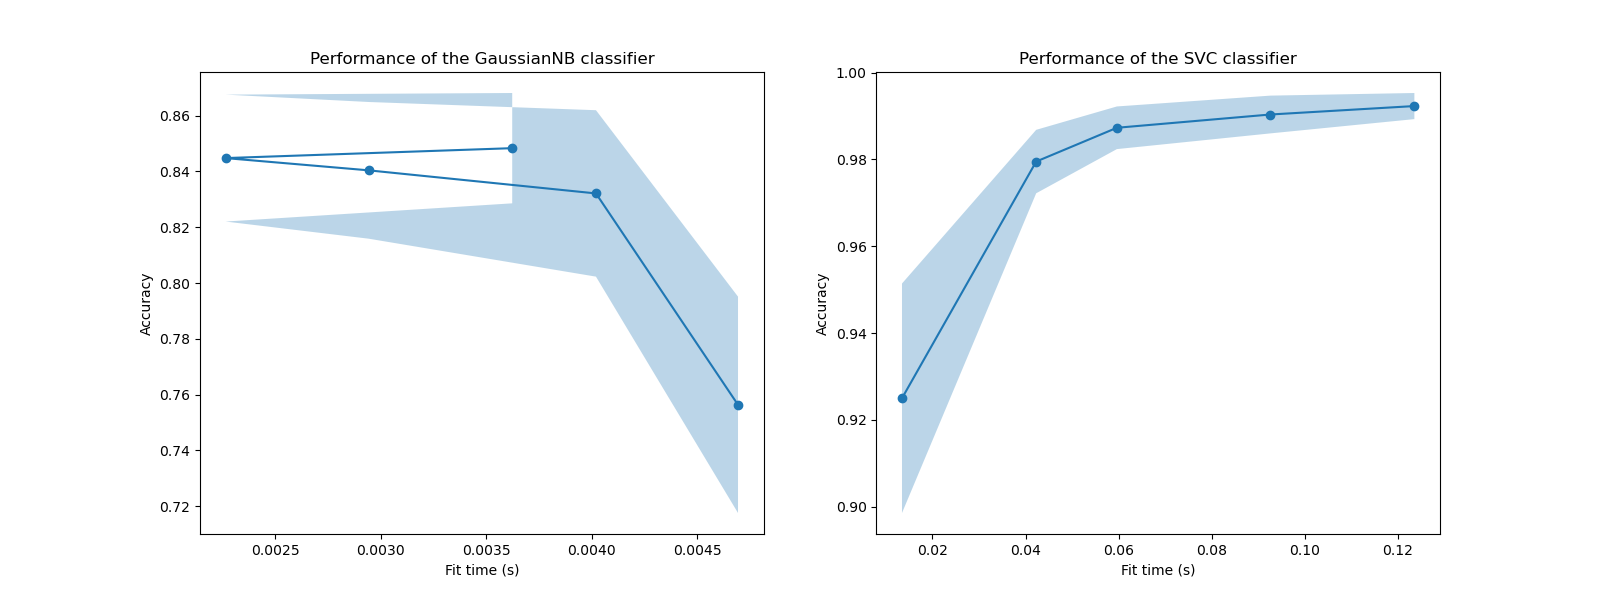 Performance of the GaussianNB classifier
0.86
0.84
0.82
0.80
0.78
0.76
0.74
0.72
Accuracy
0.0025 0.0030 0.0035 0.0040 0.0045
Fit time (s)
Performance of the SVC classifier
1.00
0.98
0.96
0.94
0.92
0.90
Accuracy
0.02 0.04 0.06 0.08 0.10 0.12
Fit time (s)